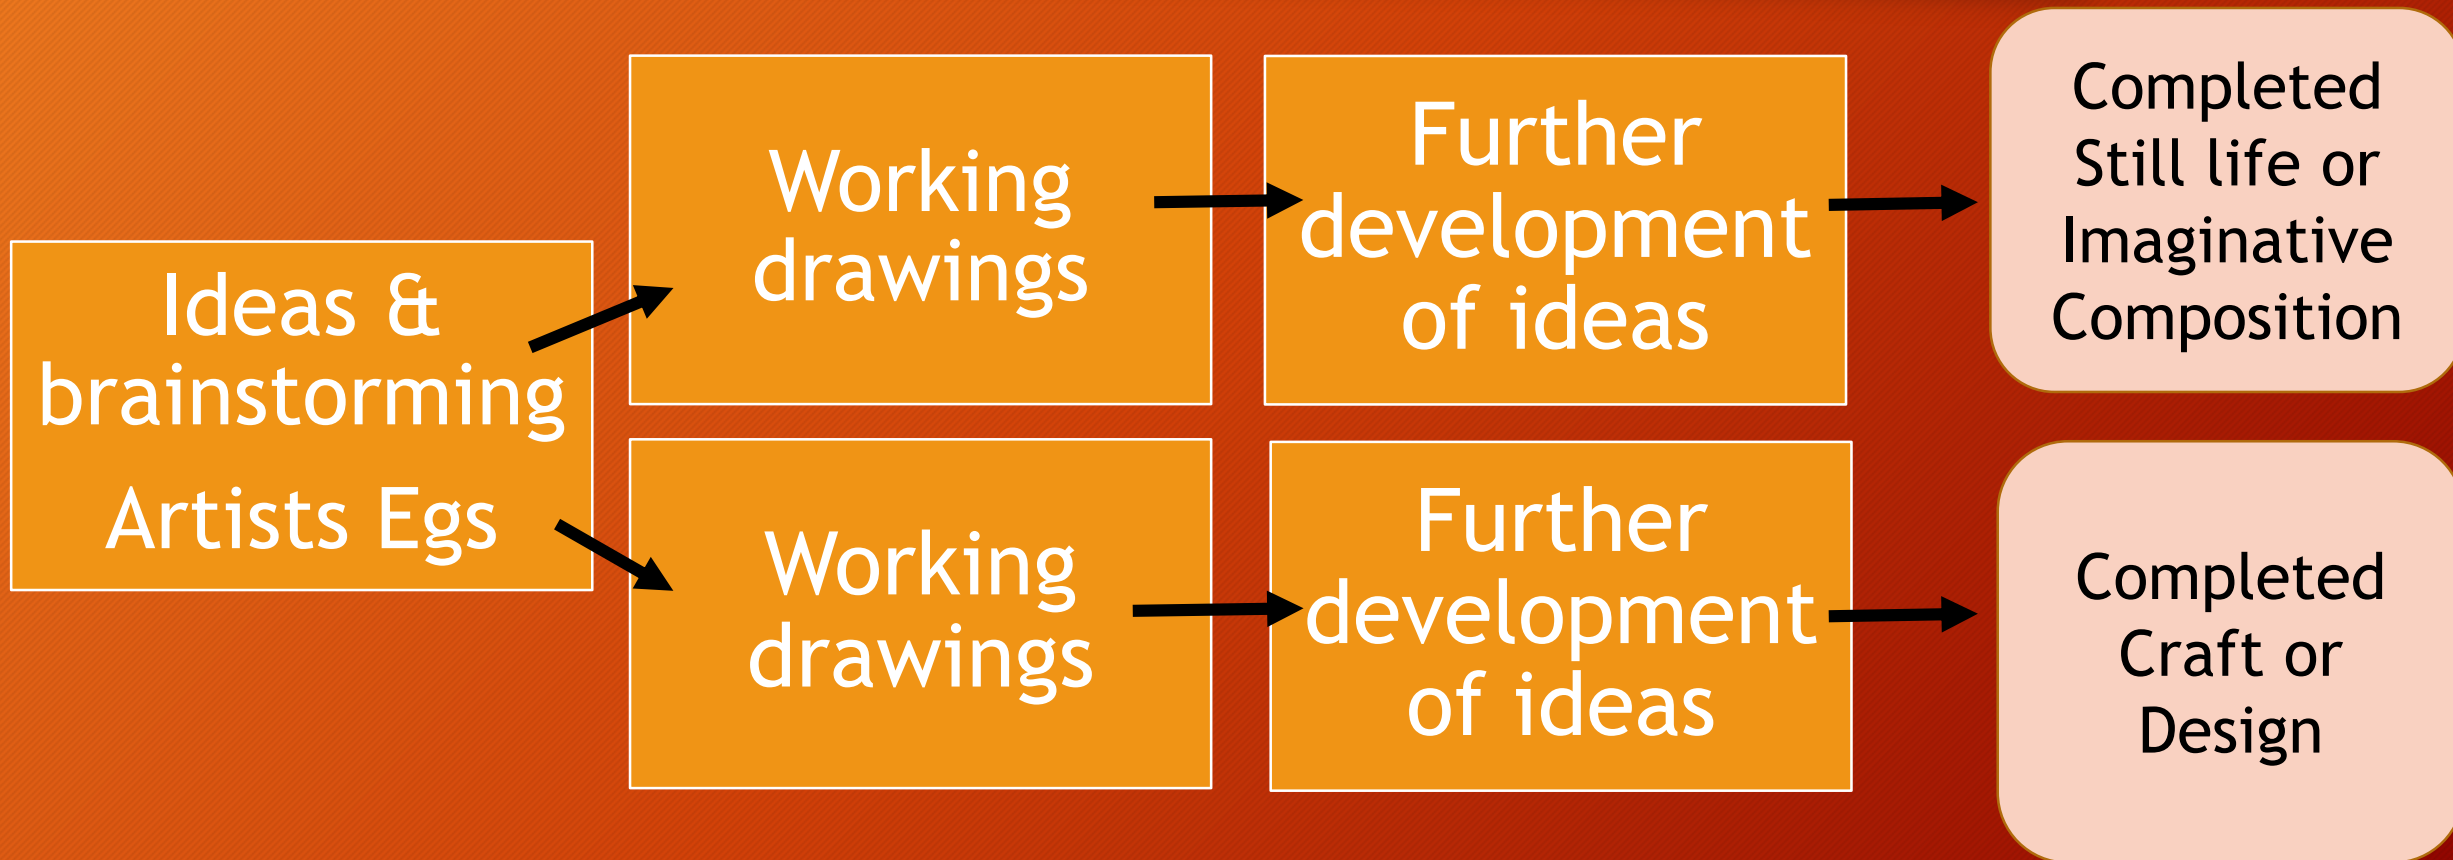 Ideas &
brainstorming
Artists Egs
Working
drawings
Further
development
of ideas
Completed
Still life or
Imaginative
Composition
Working
drawings
Further
development
of ideas
Completed
Craft or
Design